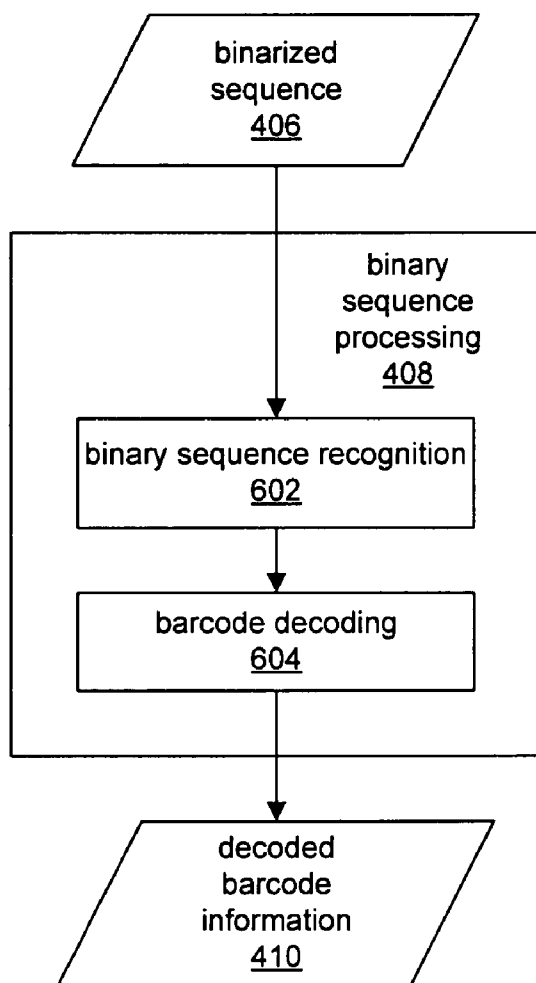 binarized
sequence
406
binary
sequence
processing
408
binary sequence recognition
602
barcode decoding
604
decoded
barcode
information
410